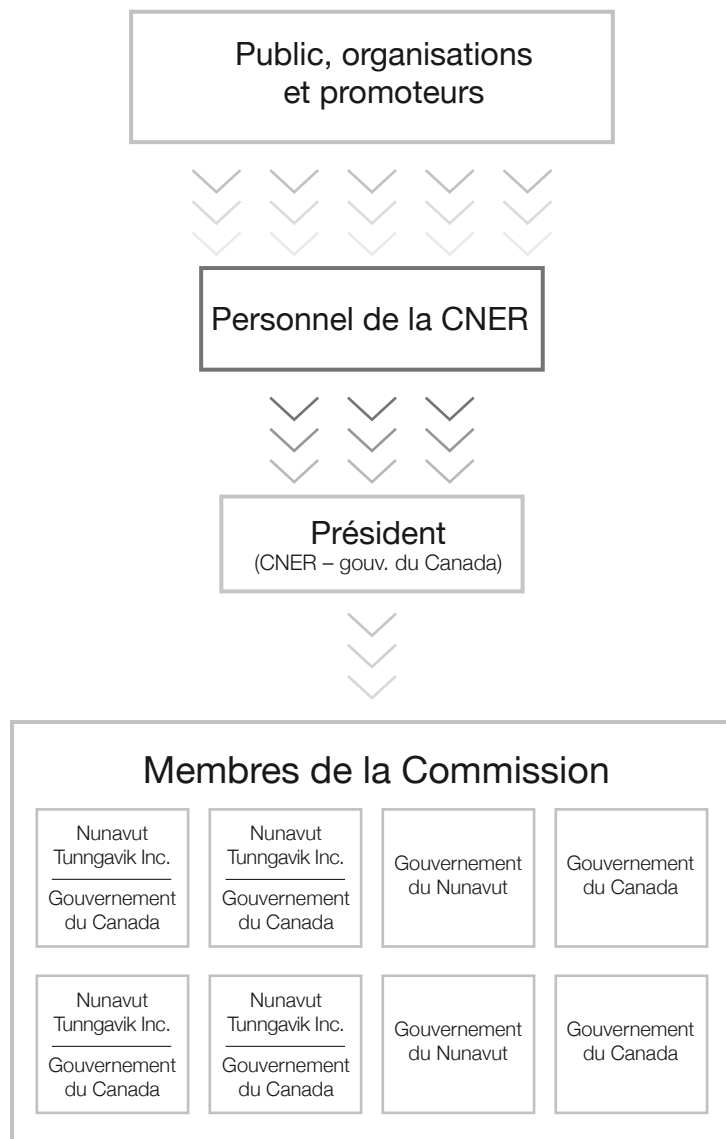 Public, organisations
et promoteurs
Personnel de la CNER
Président
(CNER – gouv. du Canada)
Membres de la Commission
Nunavut
Tunngavik Inc.
Gouvernement
du Canada
Nunavut
Tunngavik Inc.
Gouvernement
du Canada
Gouvernement
du Nunavut
Gouvernement
du Canada
Nunavut
Tunngavik Inc.
Gouvernement
du Canada
Nunavut
Tunngavik Inc.
Gouvernement
du Canada
Gouvernement
du Nunavut
Gouvernement
du Canada